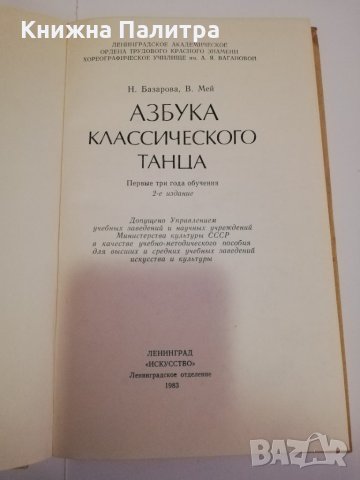 Книжна Палитра
ЛЕНИНГРАДСКОЕ АКАДЕМИЧЕСКОЕ
ОРДЕНА ТРУДОВОГО КРАСНОГО ЗНАМЕНИ
ХОРЕОГРАФИЧЕСКОЕ УЧИЛИЩЕ им. А. Я. ВАГАНОВОЙ
Н. Базарова, В. Мей
АЗБУКА
КЛАССИЧЕСКОГО
ТАНЦА
Первые три года обучения
2-е издание
Допущено Управлением
учебных заведений и научных учреждений
Министерства культуры СССР
в качестве учебно-методического пособия
для высших и средних учебных заведений
искусства и культуры
ЛЕНИНГРАД
«ИСКУССТВО»
Ленинградское отделение
1983
BAZAR.bg